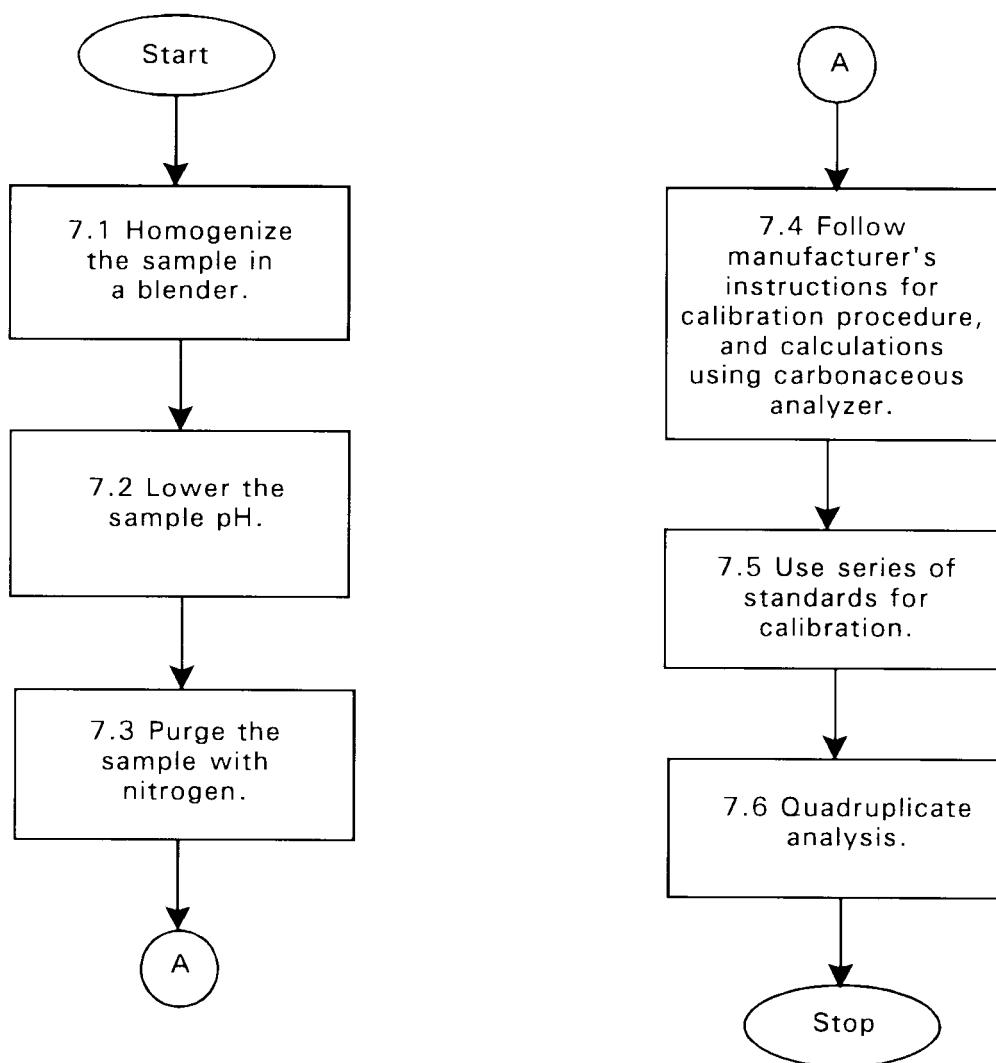 Start
7.1 Homogenize
the sample in
a blender.
7.2 Lower the
sample pH.
7.3 Purge the
sample with
nitrogen.
A
A
7.4 Follow
manufacturer's
instructions for
calibration procedure,
and calculations
using carbonaceous
analyzer.
7.5 Use series of
standards for
calibration.
7.6 Quadruplicate
analysis.
Stop